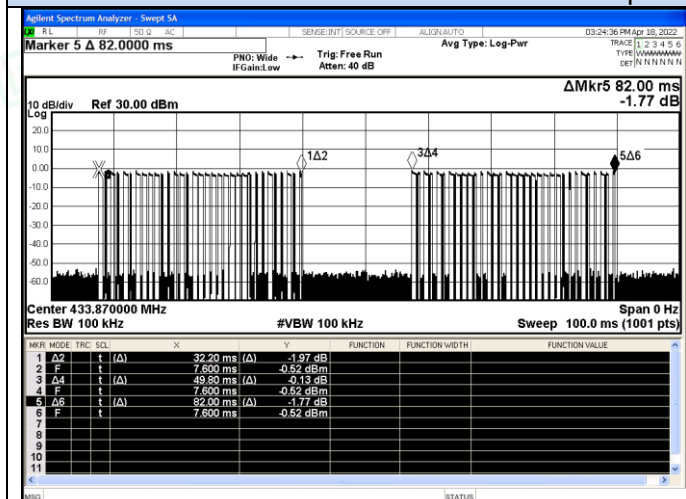 Agilent Spectrum Analyzer - Swept SA
RL RF 50 Ω AC SENSE:INT SOURCE OFF ALIGN AUTO 03:24:36 PM Apr 18, 2022
Marker 5 Δ 82.0000 ms
PNO: Wide
IFGain:Low
Trig: Free Run
Atten: 40 dB
Avg Type: Log-Pwr
TRACE 1 2 3 4 5 6
TYPE
DET N N N N N N
ΔMkr5 82.00 ms
-1.77 dB
10 dB/div Ref 30.00 dBm
Log
20.0
10.0
0.00
-10.0
-20.0
-30.0
-40.0
-50.0
-60.0
1Δ2
3Δ4
5Δ6
Center 433.870000 MHz Span 0 Hz
Res BW 100 kHz #VBW 100 kHz Sweep 100.0 ms (1001 pts)
MKR MODE TRC SCL X Y FUNCTION FUNCTION WIDTH FUNCTION VALUE
1 Δ2 t (Δ) 32.20 ms (Δ) -1.97 dB
2 F t 7.600 ms -0.52 dBm
3 Δ4 t (Δ) 49.80 ms (Δ) -0.13 dB
4 F t 7.600 ms -0.52 dBm
5 Δ6 t (Δ) 82.00 ms (Δ) -1.77 dB
6 F t 7.600 ms -0.52 dBm
7
8
9
10
11
MSG STATUS